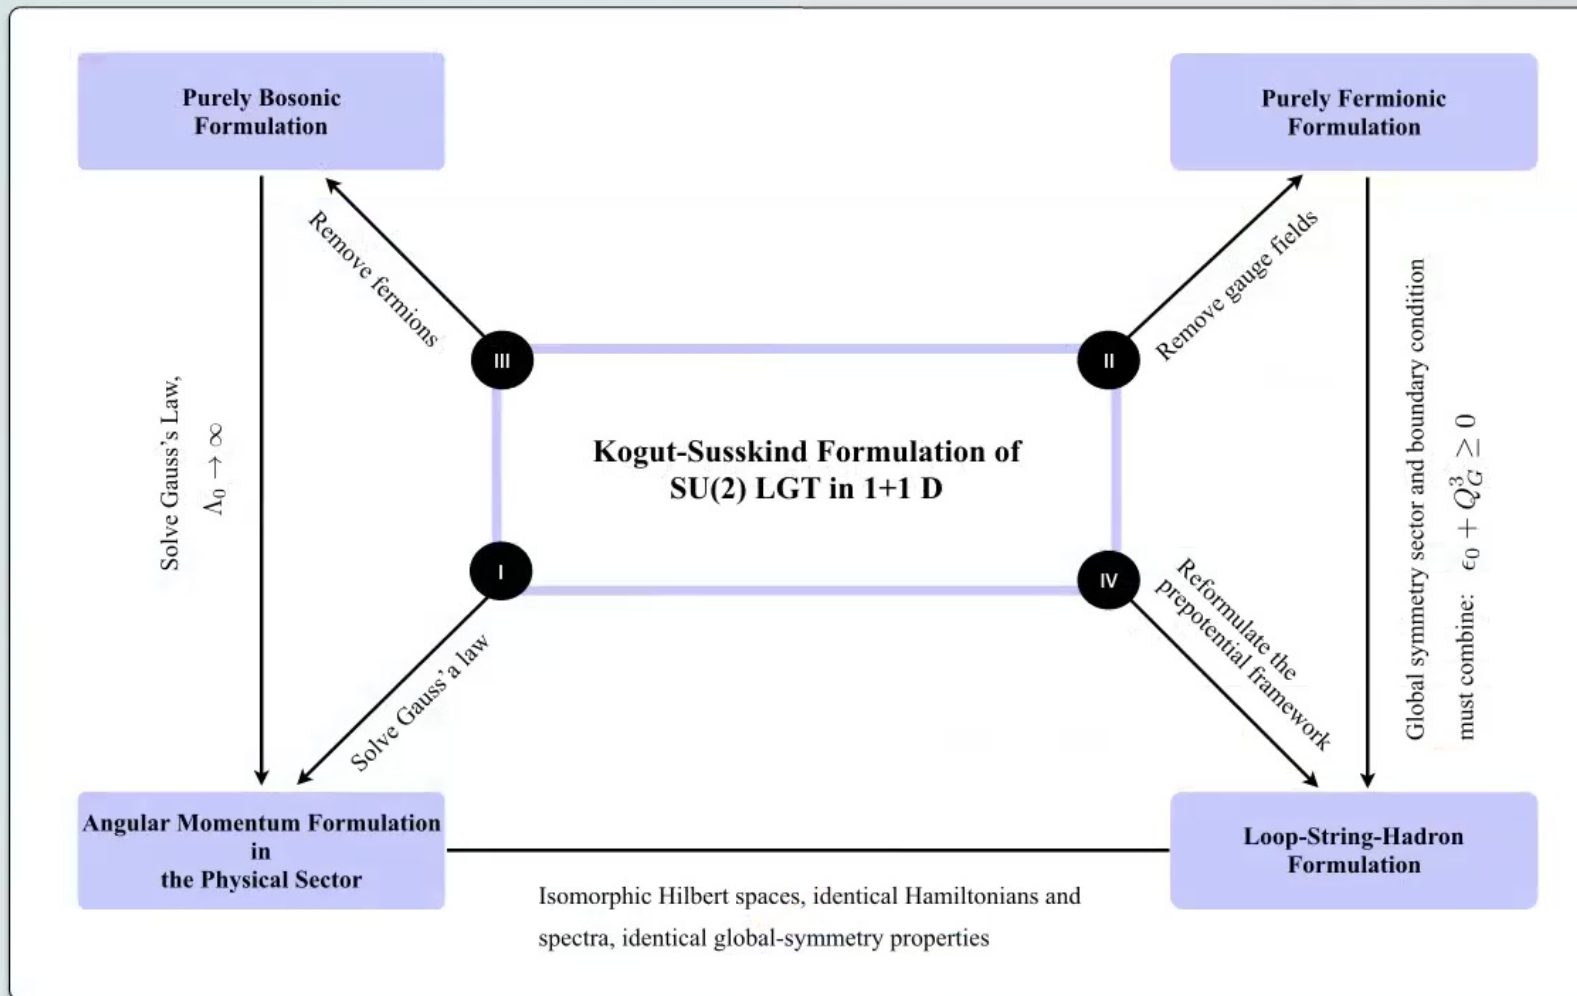 Purely Bosonic
Formulation
Purely Fermionic
Formulation
Remove fermions
Remove gauge fields
Solve Gauss's Law,
Λ₀ → ∞
III
II
Kogut-Susskind Formulation of
SU(2) LGT in 1+1 D
I
IV
Global symmetry sector and boundary condition
must combine: ϵ₀ + Q³_G ≥ 0
Solve Gauss'a law
Reformulate the
prepotential framework
Angular Momentum Formulation
in
the Physical Sector
Loop-String-Hadron
Formulation
Isomorphic Hilbert spaces, identical Hamiltonians and
spectra, identical global-symmetry properties